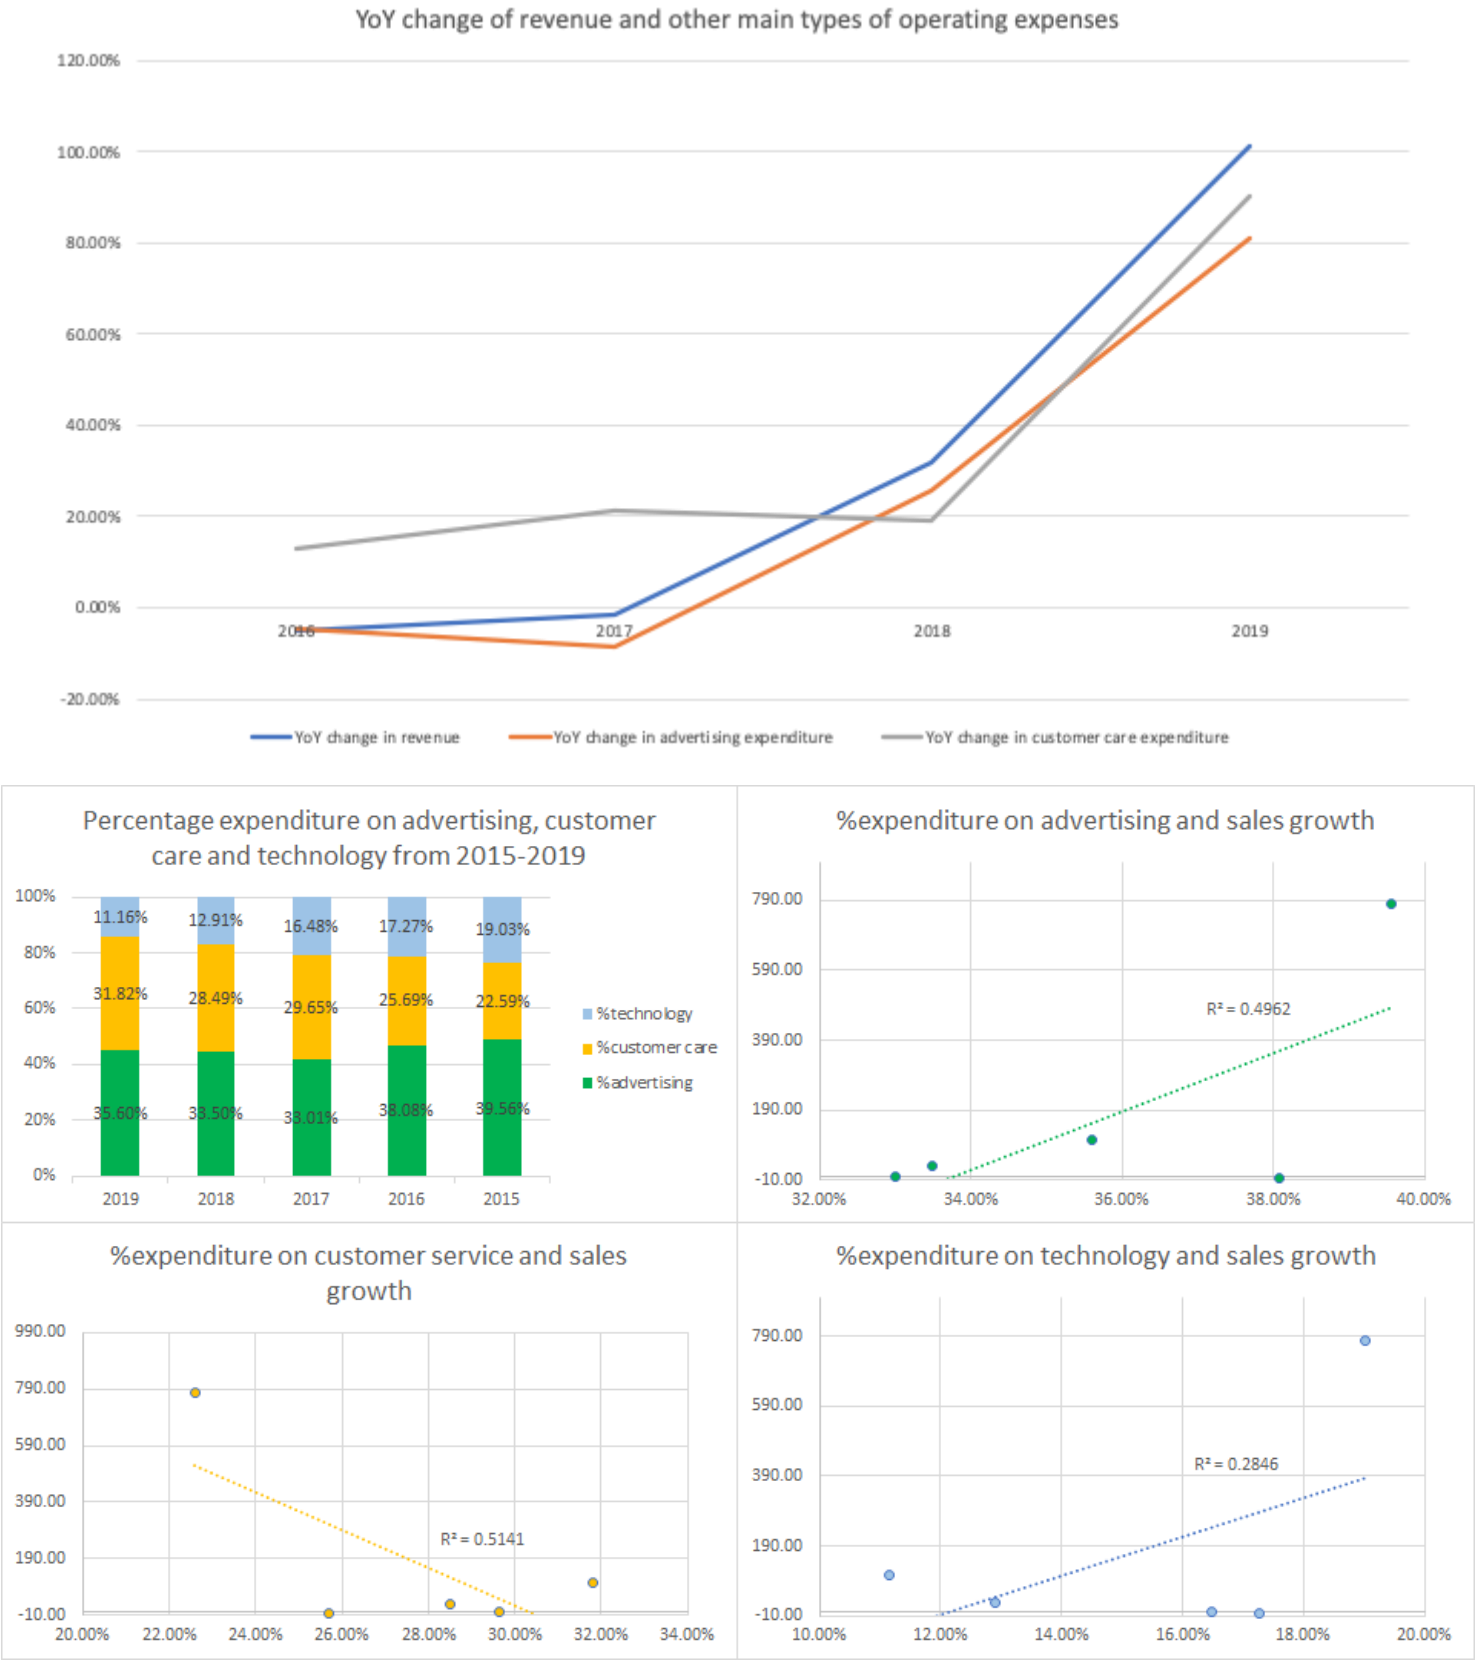 YoY change of revenue and other main types of operating expenses
120.00%
100.00%
80.00%
60.00%
40.00%
20.00%
0.00%
-20.00%
2016 2017 2018 2019
YoY change in revenue YoY change in advertising expenditure YoY change in customer care expenditure
Percentage expenditure on advertising, customer
care and technology from 2015-2019
100%
80%
60%
40%
20%
0%
11.16% 12.91% 16.48% 17.27% 19.03%
31.82% 28.49% 29.65% 25.69% 22.59%
35.60% 33.50% 33.01% 38.08% 39.56%
2019 2018 2017 2016 2015
%technology
%customer care
%advertising
%expenditure on advertising and sales growth
790.00
590.00
390.00
190.00
-10.00
R² = 0.4962
32.00% 34.00% 36.00% 38.00% 40.00%
%expenditure on customer service and sales
growth
990.00
790.00
590.00
390.00
190.00
-10.00
R² = 0.5141
20.00% 22.00% 24.00% 26.00% 28.00% 30.00% 32.00% 34.00%
%expenditure on technology and sales growth
790.00
590.00
390.00
190.00
-10.00
R² = 0.2846
10.00% 12.00% 14.00% 16.00% 18.00% 20.00%